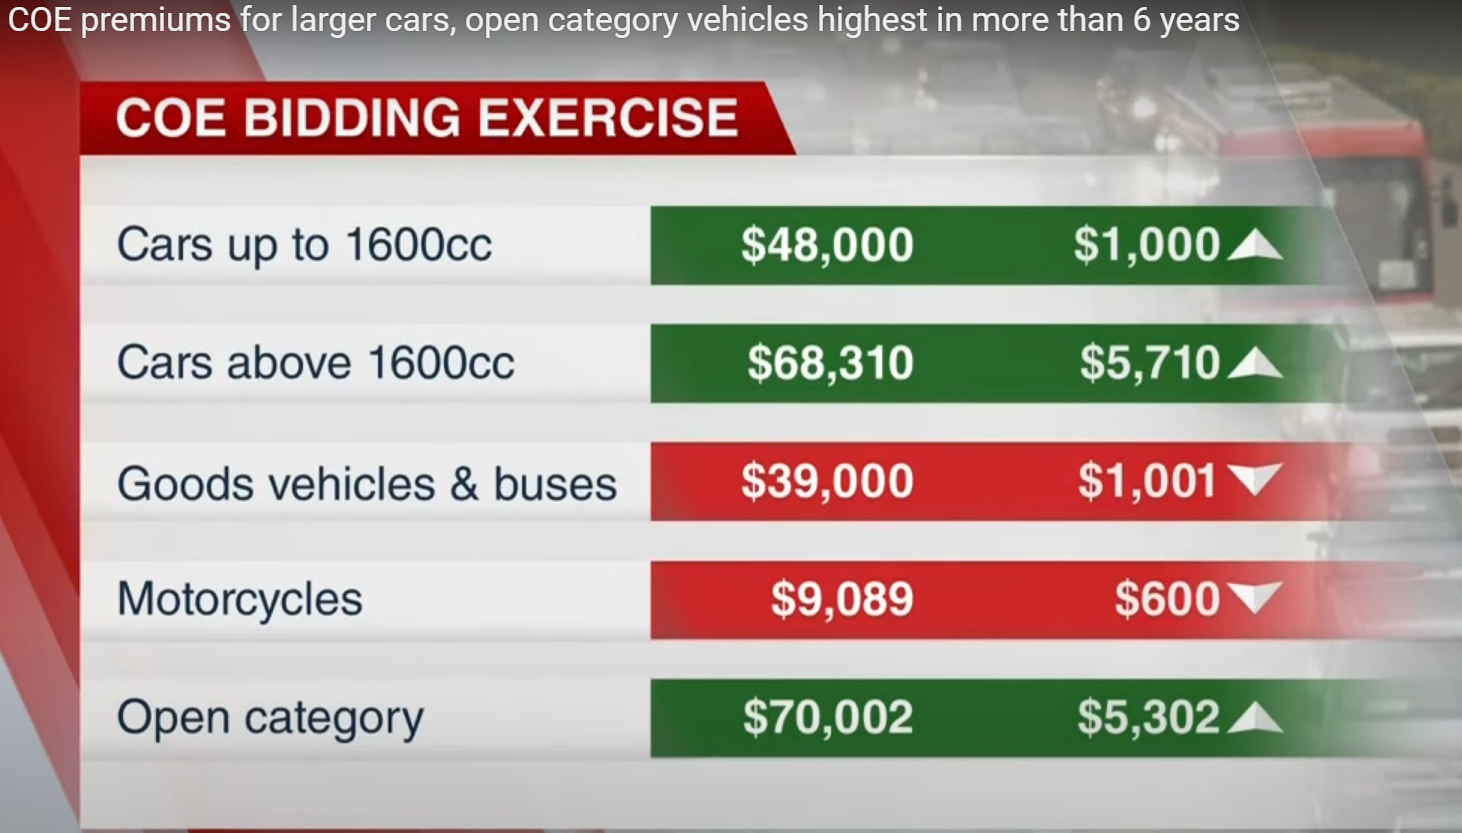 COE premiums for larger cars, open category vehicles highest in more than 6 years
COE BIDDING EXERCISE
Cars up to 1600cc $48,000 $1,000
Cars above 1600cc $68,310 $5,710
Goods vehicles & buses $39,000 $1,001
Motorcycles $9,089 $600
Open category $70,002 $5,302